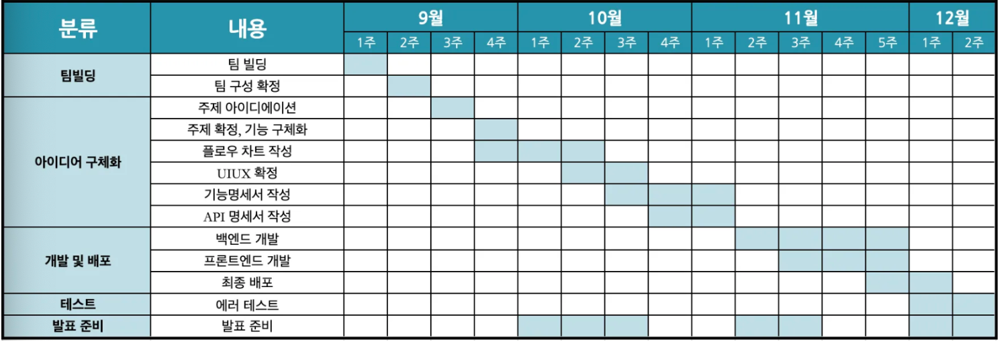 분류 내용 9월 10월 11월 12월
1주 2주 3주 4주 1주 2주 3주 4주 1주 2주 3주 4주 5주 1주 2주
팀빌딩 팀 빌딩
팀 구성 확정
아이디어 구체화 주제 아이디에이션
주제 확정, 기능 구체화
플로우 차트 작성
UIUX 확정
기능명세서 작성
API 명세서 작성
개발 및 배포 백엔드 개발
프론트엔드 개발
최종 배포
테스트 에러 테스트
발표 준비 발표 준비